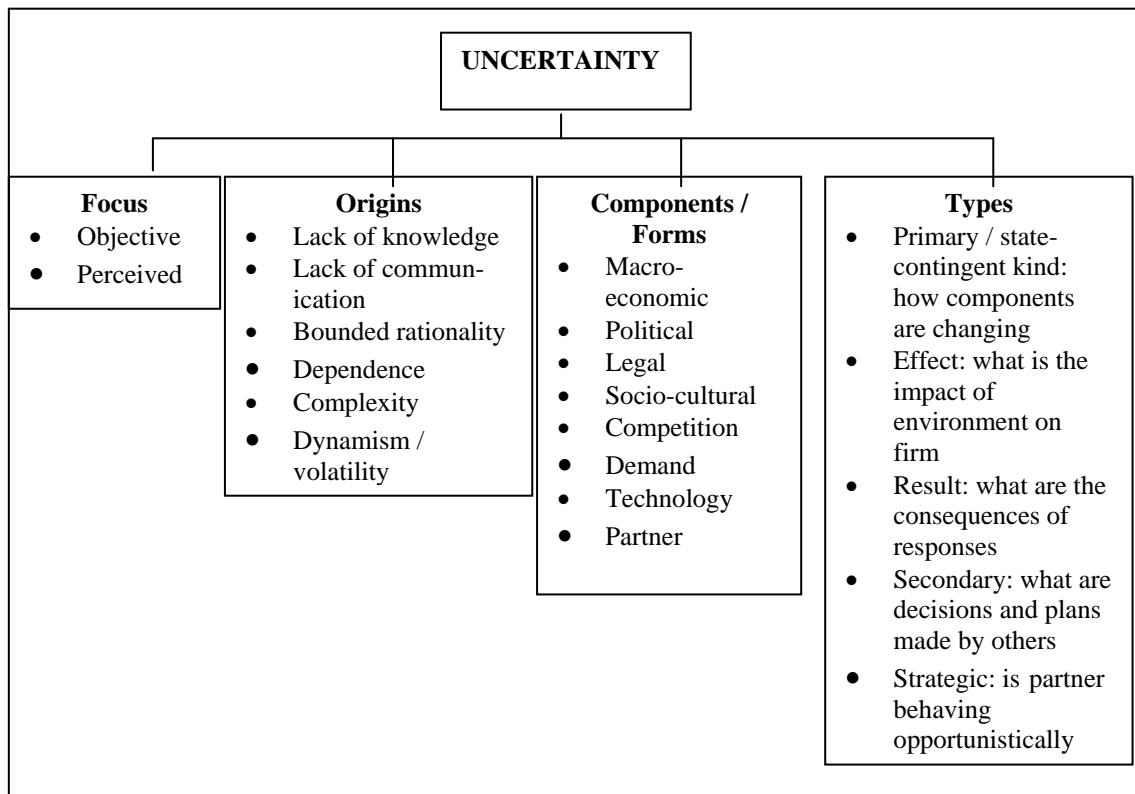 UNCERTAINTY
Focus
• Objective
• Perceived
Origins
• Lack of knowledge
• Lack of commun-
ication
• Bounded rationality
• Dependence
• Complexity
• Dynamism /
volatility
Components /
Forms
• Macro-
economic
• Political
• Legal
• Socio-cultural
• Competition
• Demand
• Technology
• Partner
Types
• Primary / state-
contingent kind:
how components
are changing
• Effect: what is the
impact of
environment on
firm
• Result: what are the
consequences of
responses
• Secondary: what are
decisions and plans
made by others
• Strategic: is partner
behaving
opportunistically